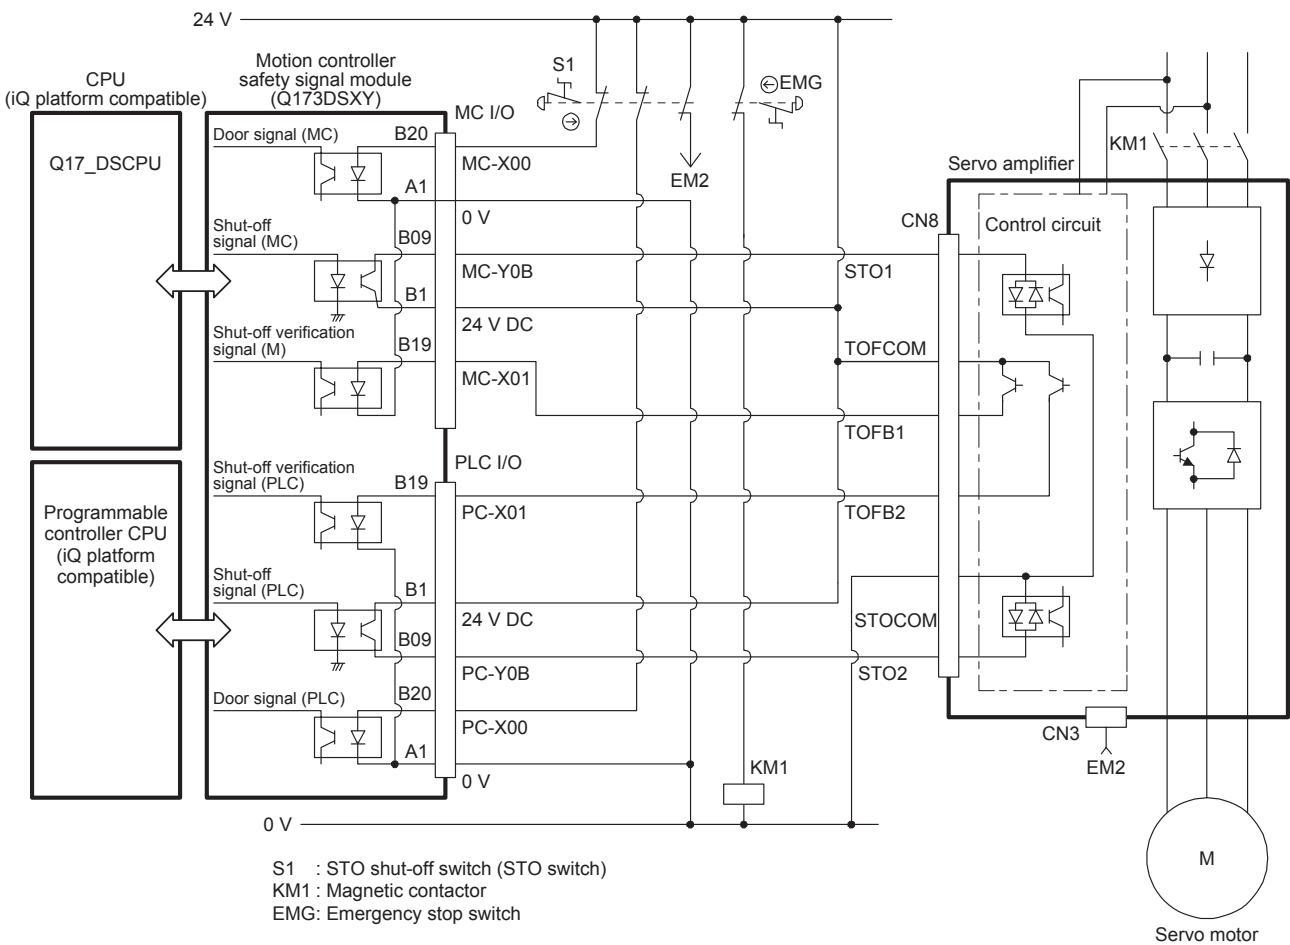 24 V
CPU
(iQ platform compatible)
Motion controller
safety signal module
(Q173DSXY)
MC I/O
S1
EMG
EM2
KM1
Servo amplifier
Q17_DSCPU
Door signal (MC)
B20
MC-X00
A1
0 V
Shut-off
signal (MC)
B09
MC-Y0B
B1
24 V DC
Shut-off verification
signal (M)
B19
MC-X01
CN8
Control circuit
STO1
TOFCOM
TOFB1
PLC I/O
Programmable
controller CPU
(iQ platform
compatible)
Shut-off verification
signal (PLC)
B19
PC-X01
TOFB2
Shut-off
signal (PLC)
B1
24 V DC
B09
PC-Y0B
STOCOM
STO2
Door signal (PLC)
B20
PC-X00
A1
0 V
KM1
CN3
EM2
0 V
M
Servo motor
S1 : STO shut-off switch (STO switch)
KM1 : Magnetic contactor
EMG: Emergency stop switch